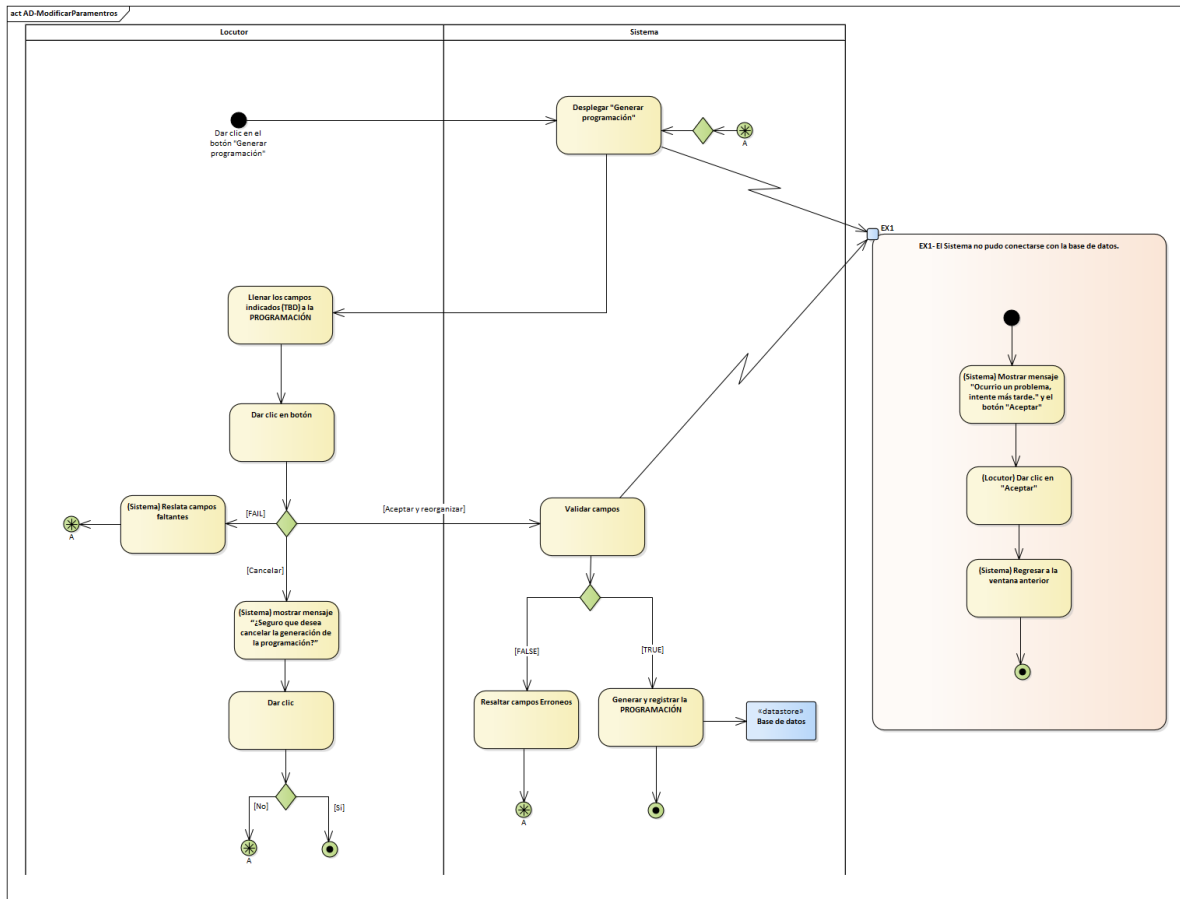 act AD-ModificarParamentros
Locutor
Sistema
Dar clic en el
botón "Generar
programación"
Desplegar "Generar
programación"
A
EX1
EX1- El Sistema no pudo conectarse con la base de datos.
Llenar los campos
indicados (TBD) a la
PROGRAMACIÓN
(Sistema) Mostrar mensaje
"Ocurrio un problema,
intente más tarde." y el
botón "Aceptar"
Dar clic en botón
(Locutor) Dar clic en
"Aceptar"
(Sistema) Reslata campos
faltantes
A
[FAIL]
[Aceptar y reorganizar]
Validar campos
[Cancelar]
(Sistema) Regresar a la
ventana anterior
(Sistema) mostrar mensaje
"¿Seguro que desea
cancelar la generación de
la programación?"
[FALSE]
[TRUE]
Dar clic
Resaltar campos Erroneos
Generar y registrar la
PROGRAMACIÓN
«datastore»
Base de datos
[No]
[Sí]
A
A